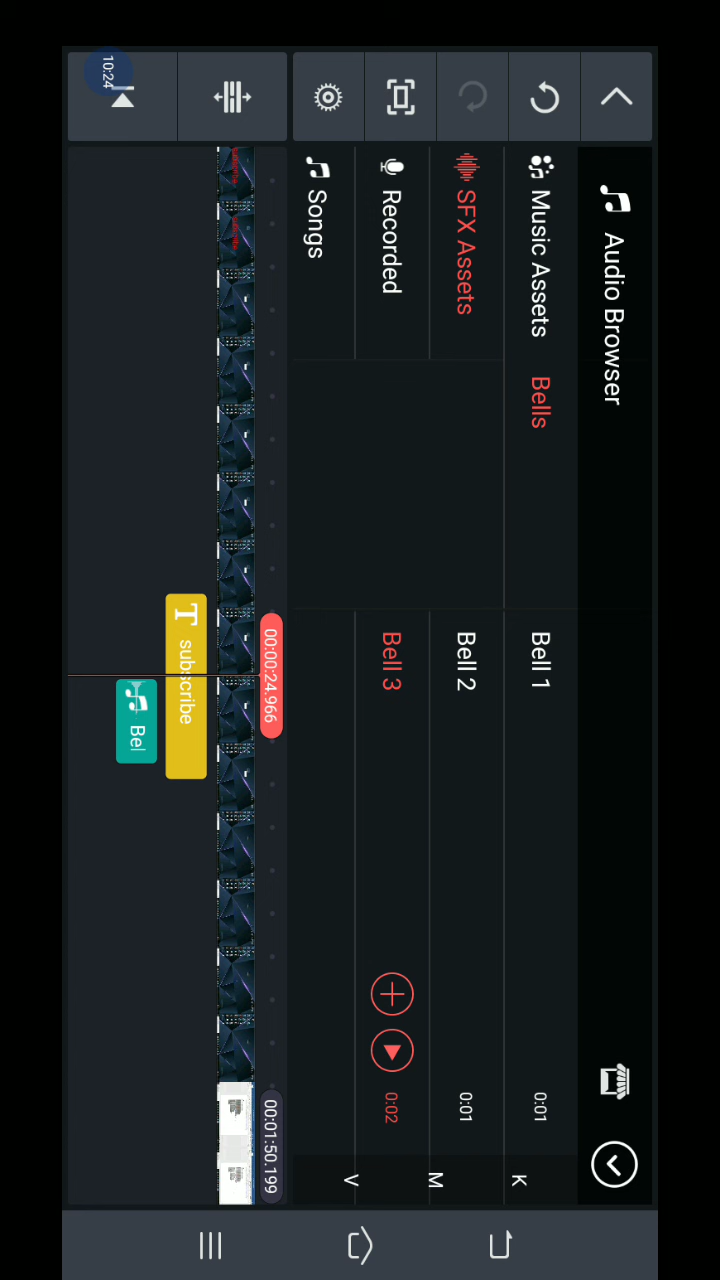 10:24
Audio Browser
Music Assets
SFX Assets
Recorded
Songs
Bells
Bell 1
0:01
Bell 2
0:01
Bell 3
0:02
K
M
V
00:00:24.966
00:01:50.199
T subscribe
Bel